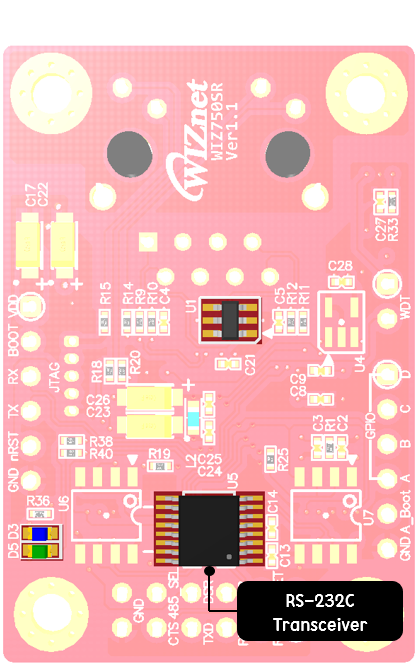 WIZnet
WIZ750SR
Ver1.1
C17
C22
C27
R33
C28
VDD
BOOT
RX
TX
nRST
GND
JTAG
R15
R14
R9
R10
C4
U1
C5
R12
R11
U4
WDT
R18
R20
C21
C9
C8
D
C
B
A
GPIO
A.Boot
GND
C26
C23
L2
C25
C24
R38
R40
R19
R25
C3
R1
C2
R36
U6
U5
U7
C14
C13
D3
D5
GND
CTS
485
SEL
TXD
RS-232C
Transceiver